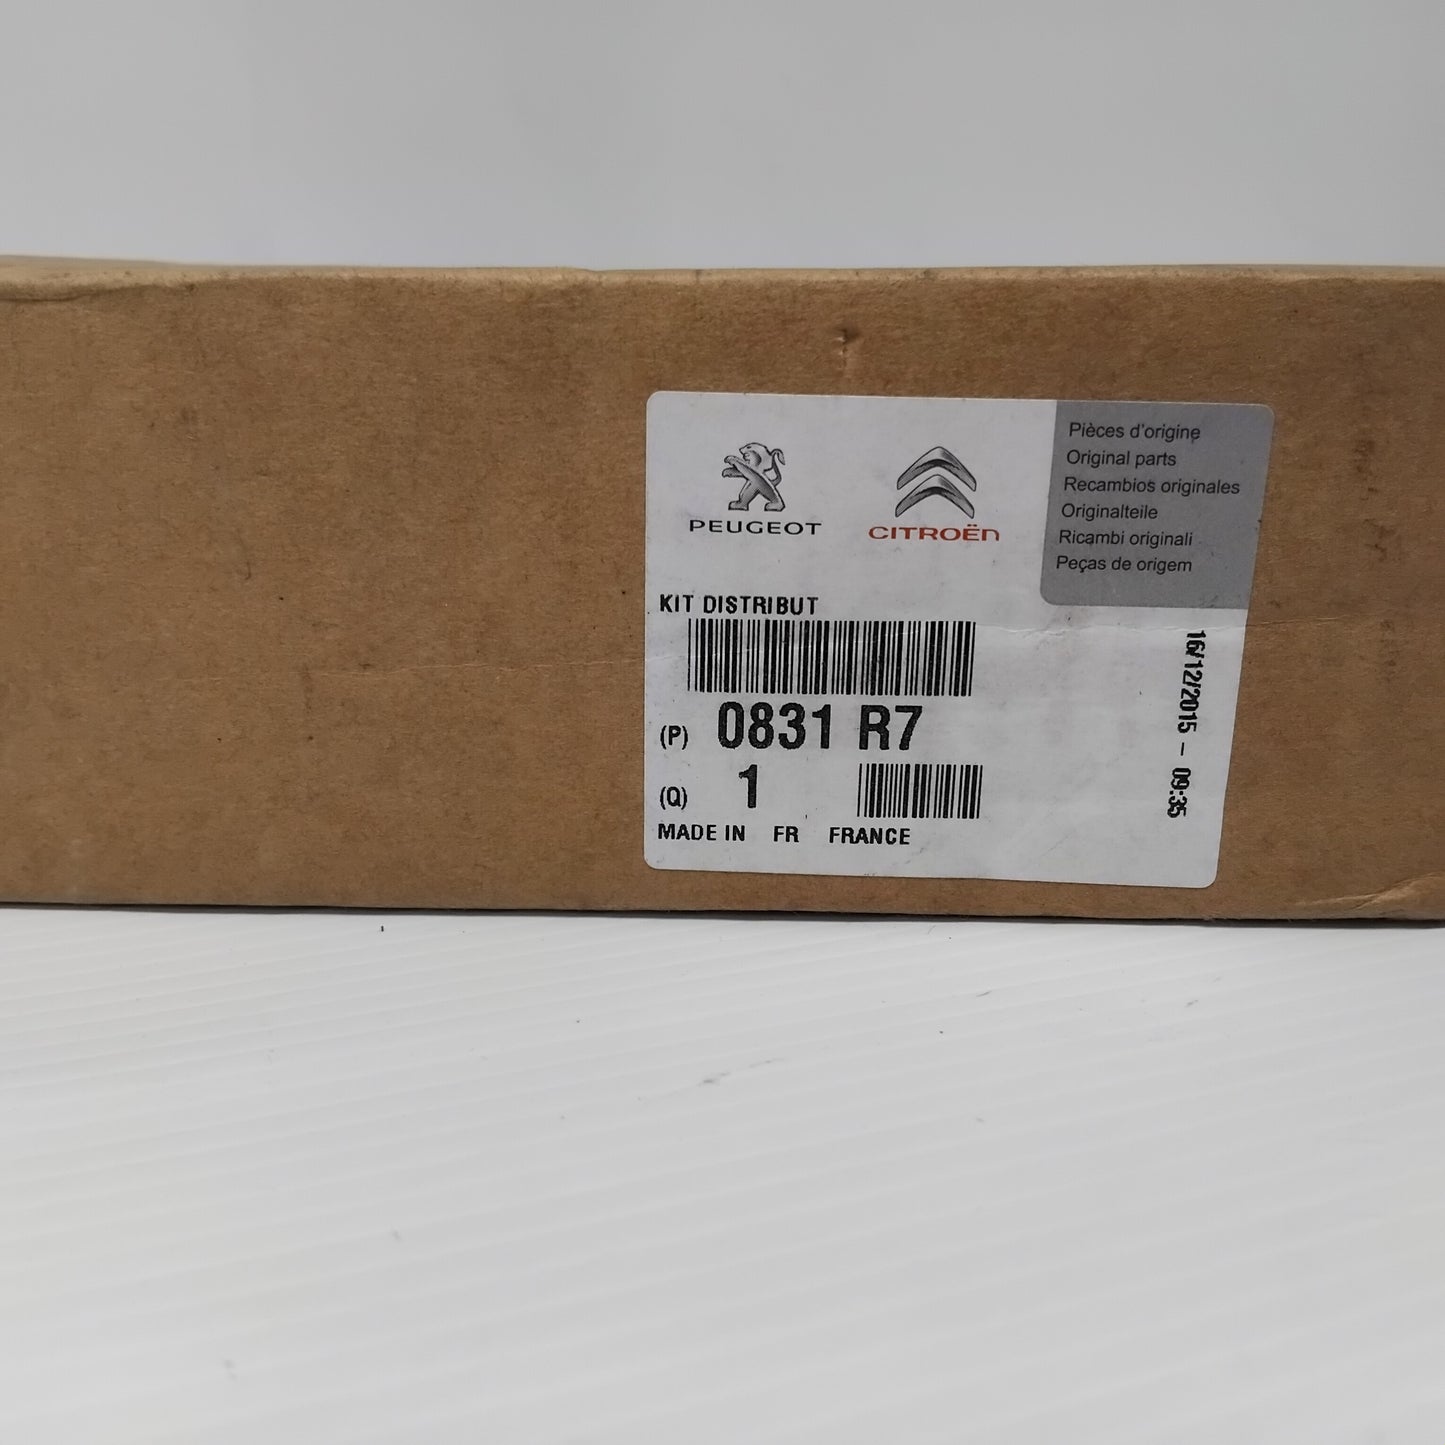 PEUGEOT
CITROËN
Pièces d'origine
Original parts
Recambios originales
Originalteile
Ricambi originali
Peças de origem
KIT DISTRIBUT
(P) 0831 R7
(Q) 1
MADE IN FR FRANCE
16/12/2015 - 09:35